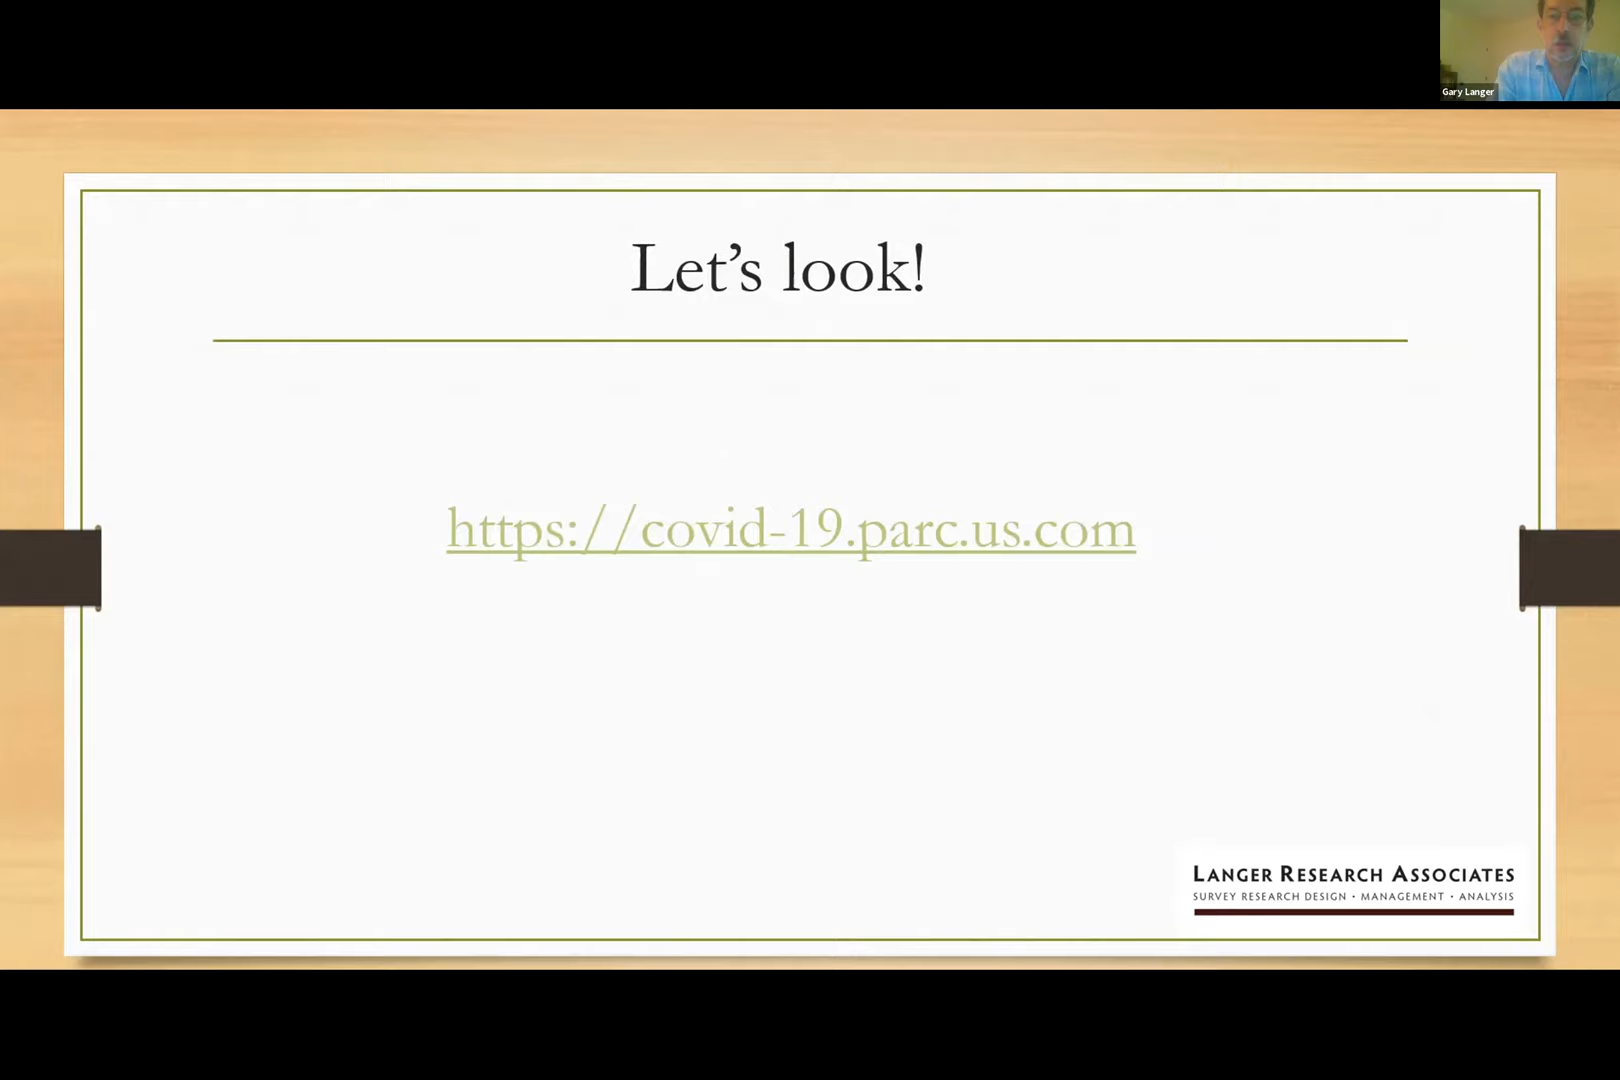 Gary Langer
Let's look!
https://covid-19.parc.us.com
LANGER RESEARCH ASSOCIATES
SURVEY RESEARCH DESIGN · MANAGEMENT · ANALYSIS